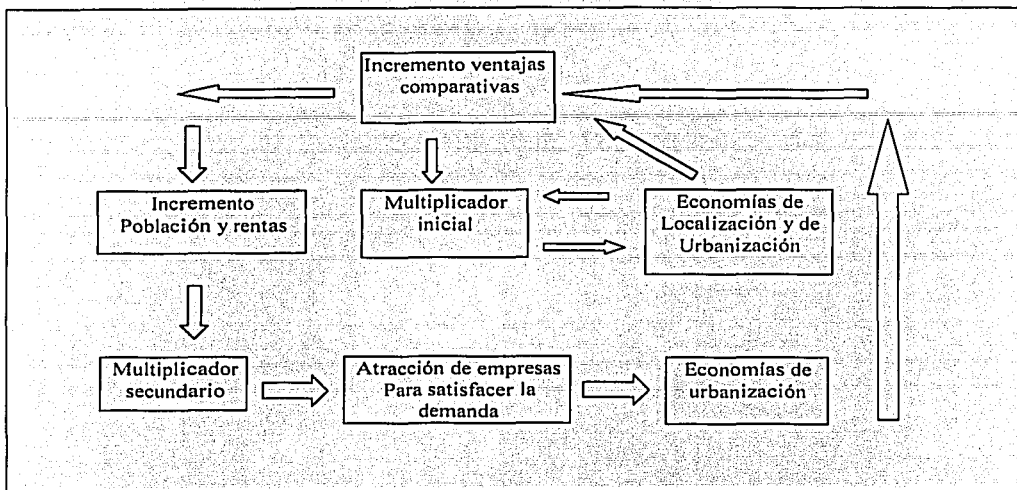 Incremento ventajas
comparativas
Incremento
Población y rentas
Multiplicador
inicial
Economías de
Localización y de
Urbanización
Multiplicador
secundario
Atracción de empresas
Para satisfacer la
demanda
Economías de
urbanización